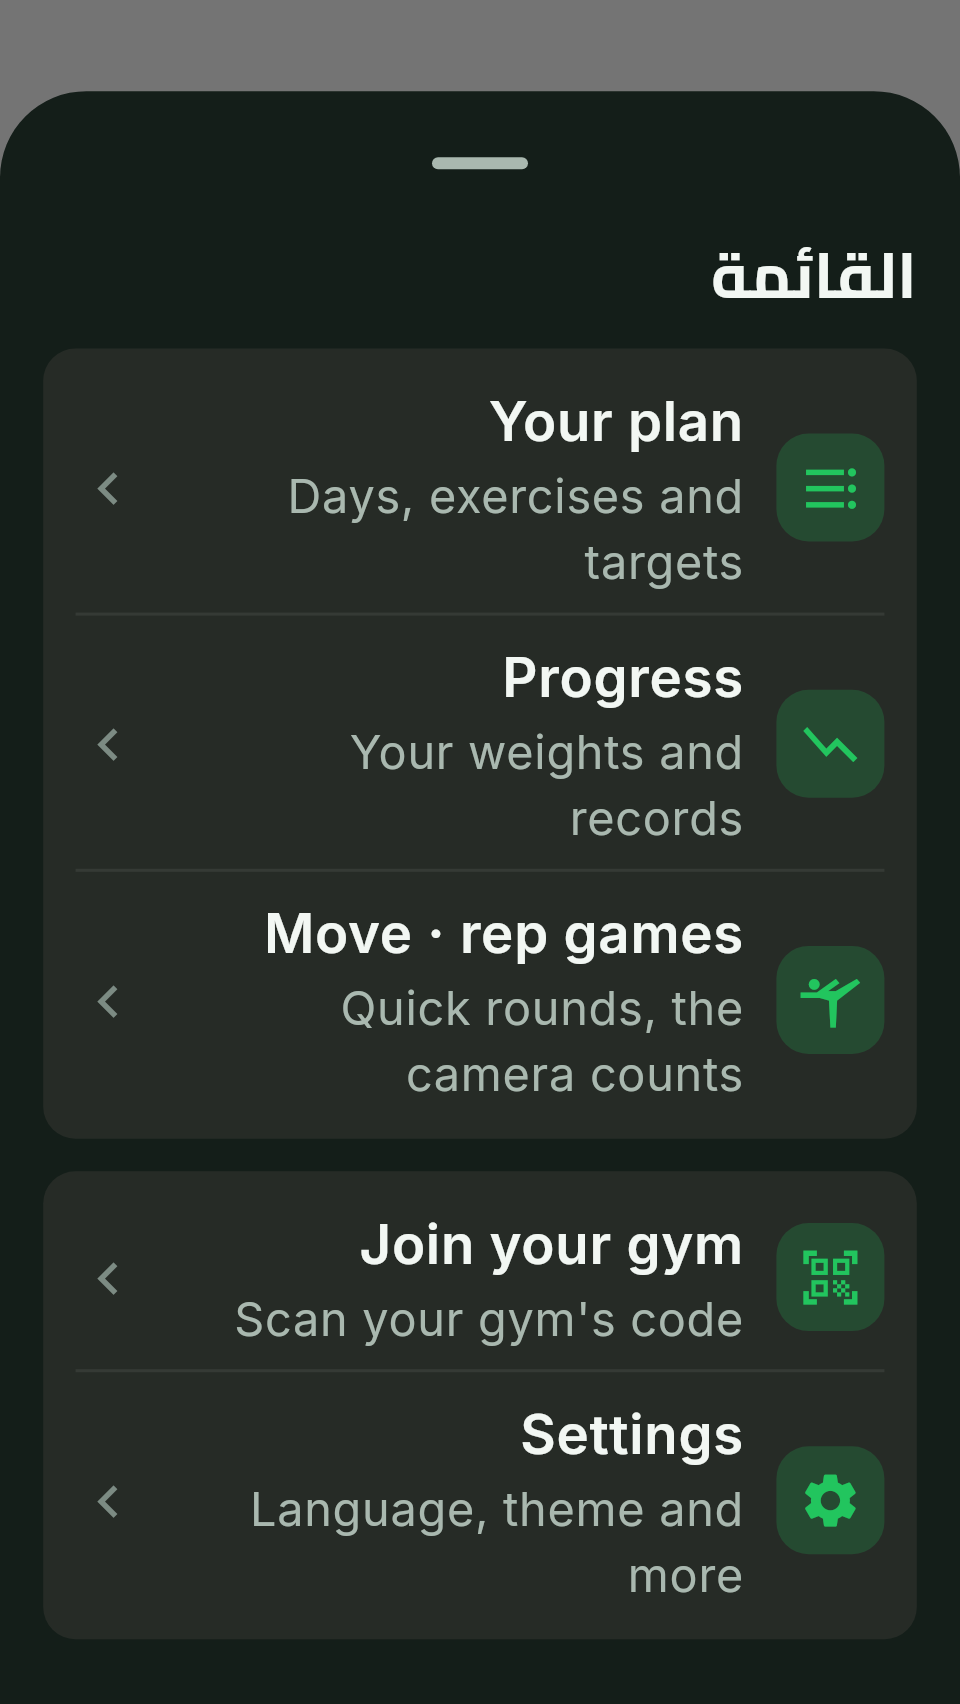 القائمة
Your plan
Days, exercises and
targets
Progress
Your weights and
records
Move · rep games
Quick rounds, the
camera counts
Join your gym
Scan your gym's code
Settings
Language, theme and
more